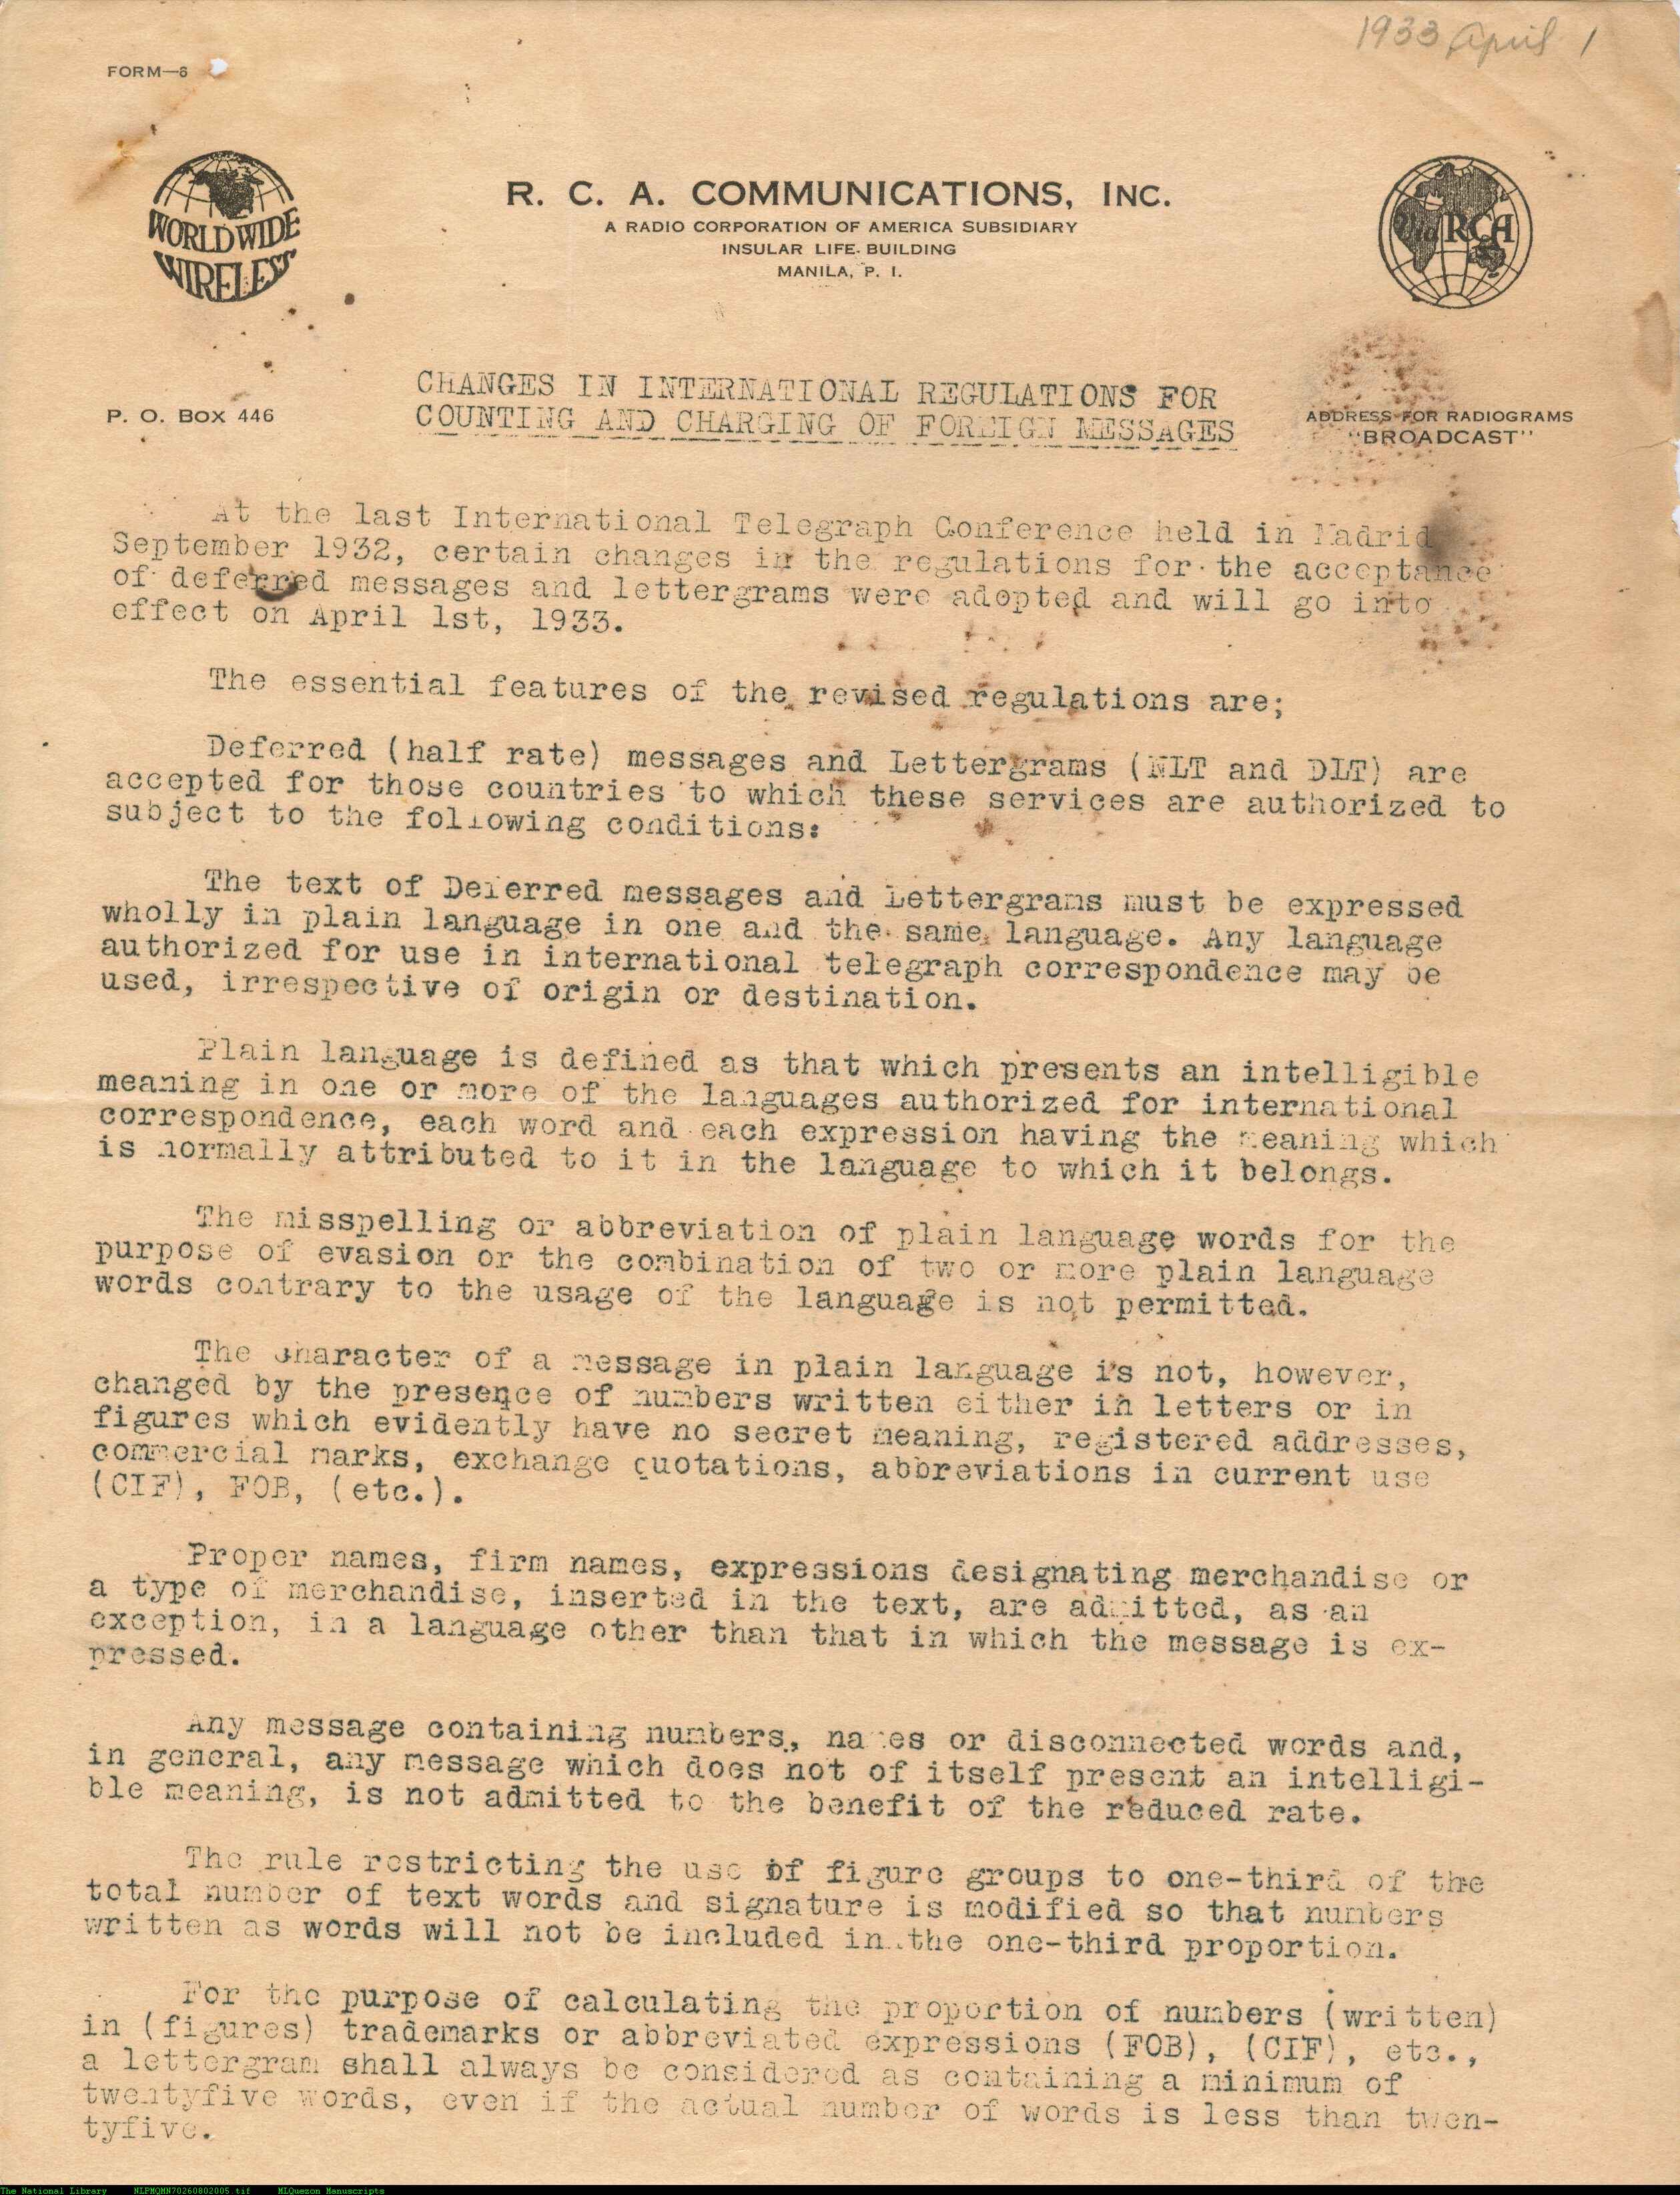 1933 April 1
FORM—6
WORLD WIDE
WIRELESS
R. C. A. COMMUNICATIONS, INC.
A RADIO CORPORATION OF AMERICA SUBSIDIARY
INSULAR LIFE BUILDING
MANILA, P. I.
RCA
P. O. BOX 446
CHANGES IN INTERNATIONAL REGULATIONS FOR
COUNTING AND CHARGING OF FOREIGN MESSAGES
ADDRESS FOR RADIOGRAMS
"BROADCAST"
At the last International Telegraph Conference held in Madrid
September 1932, certain changes in the regulations for the acceptance
of deferred messages and lettergrams were adopted and will go into
effect on April 1st, 1933.
The essential features of the revised regulations are;
Deferred (half rate) messages and Lettergrams (NLT and DLT) are
accepted for those countries to which these services are authorized to
subject to the following conditions:
The text of Deferred messages and Lettergrams must be expressed
wholly in plain language in one and the same language. Any language
authorized for use in international telegraph correspondence may be
used, irrespective of origin or destination.
Plain language is defined as that which presents an intelligible
meaning in one or more of the languages authorized for international
correspondence, each word and each expression having the meaning which
is normally attributed to it in the language to which it belongs.
The misspelling or abbreviation of plain language words for the
purpose of evasion or the combination of two or more plain language
words contrary to the usage of the language is not permitted.
The character of a message in plain language is not, however,
changed by the presence of numbers written either in letters or in
figures which evidently have no secret meaning, registered addresses,
commercial marks, exchange quotations, abbreviations in current use
(CIF), FOB, (etc.).
Proper names, firm names, expressions designating merchandise or
a type of merchandise, inserted in the text, are admitted, as an
exception, in a language other than that in which the message is ex-
pressed.
Any message containing numbers, names or disconnected words and,
in general, any message which does not of itself present an intelligi-
ble meaning, is not admitted to the benefit of the reduced rate.
The rule restricting the use of figure groups to one-third of the
total number of text words and signature is modified so that numbers
written as words will not be included in the one-third proportion.
For the purpose of calculating the proportion of numbers (written)
in (figures) trademarks or abbreviated expressions (FOB), (CIF), etc.,
a lettergram shall always be considered as containing a minimum of
twentyfive words, even if the actual number of words is less than twen-
tyfive.
The National Library NLPMQMN70260802005.tif MLQuezon Manuscripts